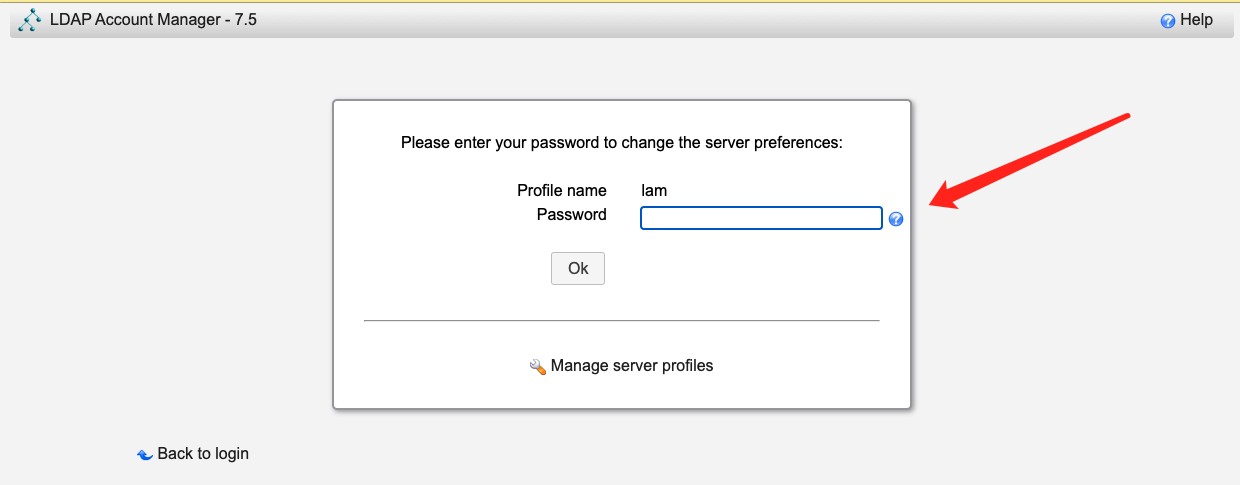 LDAP Account Manager - 7.5
Help
Please enter your password to change the server preferences:
Profile name lam
Password
Ok
Manage server profiles
Back to login